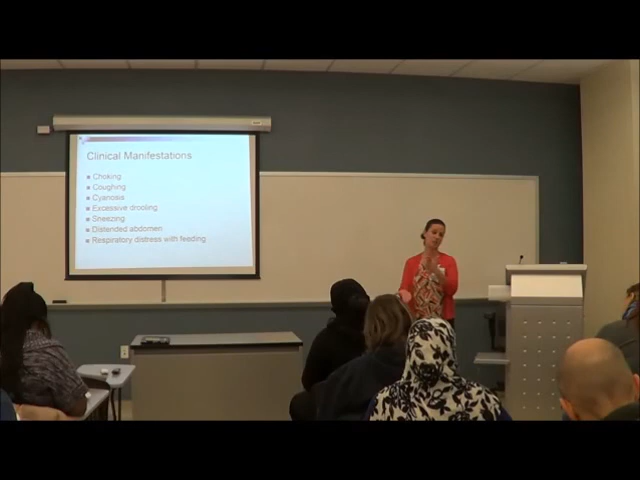 Clinical Manifestations
Choking
Coughing
Cyanosis
Excessive drooling
Sneezing
Distended abdomen
Respiratory distress with feeding